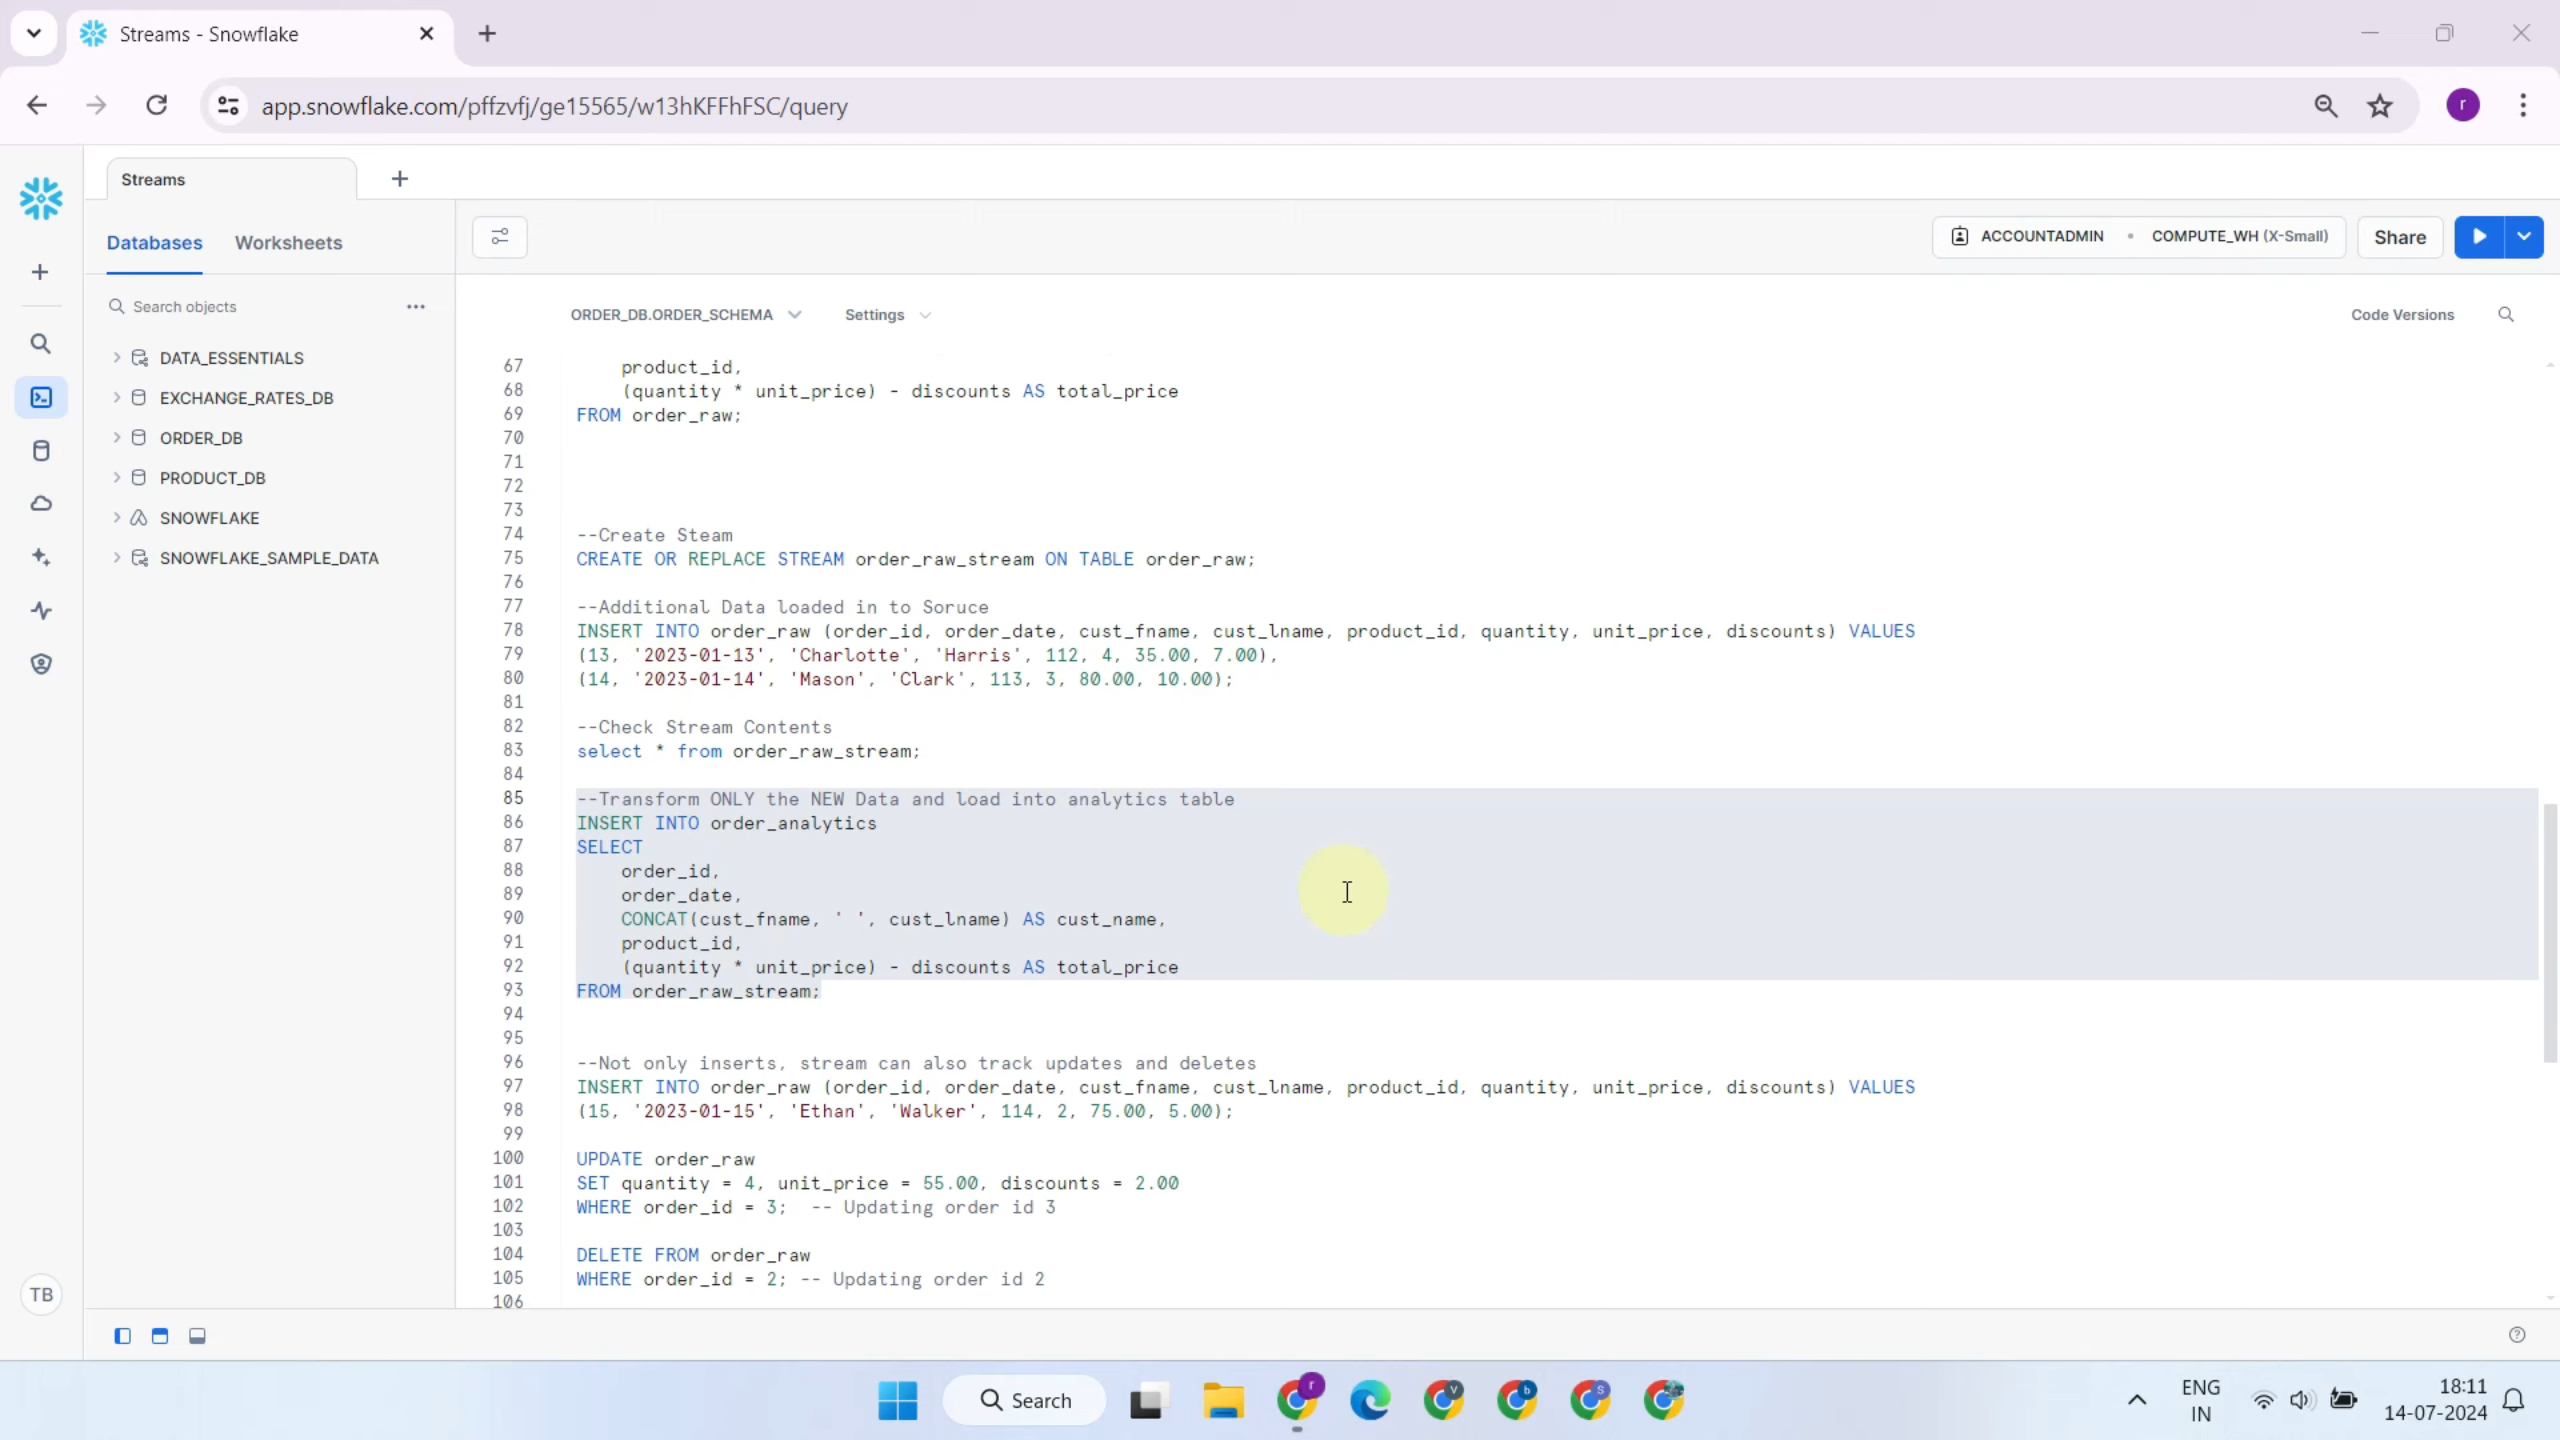 Streams - Snowflake
app.snowflake.com/pffzvfj/ge15565/w13hKFFhFSC/query
r
Streams
Databases
Worksheets
ACCOUNTADMIN • COMPUTE_WH (X-Small)
Share
Search objects
ORDER_DB.ORDER_SCHEMA
Settings
Code Versions
DATA_ESSENTIALS
EXCHANGE_RATES_DB
ORDER_DB
PRODUCT_DB
SNOWFLAKE
SNOWFLAKE_SAMPLE_DATA
67 product_id,
68 (quantity * unit_price) - discounts AS total_price
69 FROM order_raw;
70
71
72
73
74 --Create Steam
75 CREATE OR REPLACE STREAM order_raw_stream ON TABLE order_raw;
76
77 --Additional Data loaded in to Soruce
78 INSERT INTO order_raw (order_id, order_date, cust_fname, cust_lname, product_id, quantity, unit_price, discounts) VALUES
79 (13, '2023-01-13', 'Charlotte', 'Harris', 112, 4, 35.00, 7.00),
80 (14, '2023-01-14', 'Mason', 'Clark', 113, 3, 80.00, 10.00);
81
82 --Check Stream Contents
83 select * from order_raw_stream;
84
85 --Transform ONLY the NEW Data and load into analytics table
86 INSERT INTO order_analytics
87 SELECT
88 order_id,
89 order_date,
90 CONCAT(cust_fname, ' ', cust_lname) AS cust_name,
91 product_id,
92 (quantity * unit_price) - discounts AS total_price
93 FROM order_raw_stream;
94
95
96 --Not only inserts, stream can also track updates and deletes
97 INSERT INTO order_raw (order_id, order_date, cust_fname, cust_lname, product_id, quantity, unit_price, discounts) VALUES
98 (15, '2023-01-15', 'Ethan', 'Walker', 114, 2, 75.00, 5.00);
99
100 UPDATE order_raw
101 SET quantity = 4, unit_price = 55.00, discounts = 2.00
102 WHERE order_id = 3; -- Updating order id 3
103
104 DELETE FROM order_raw
105 WHERE order_id = 2; -- Updating order id 2
106
TB
Search
r
V
b
S
ENG
IN
18:11
14-07-2024